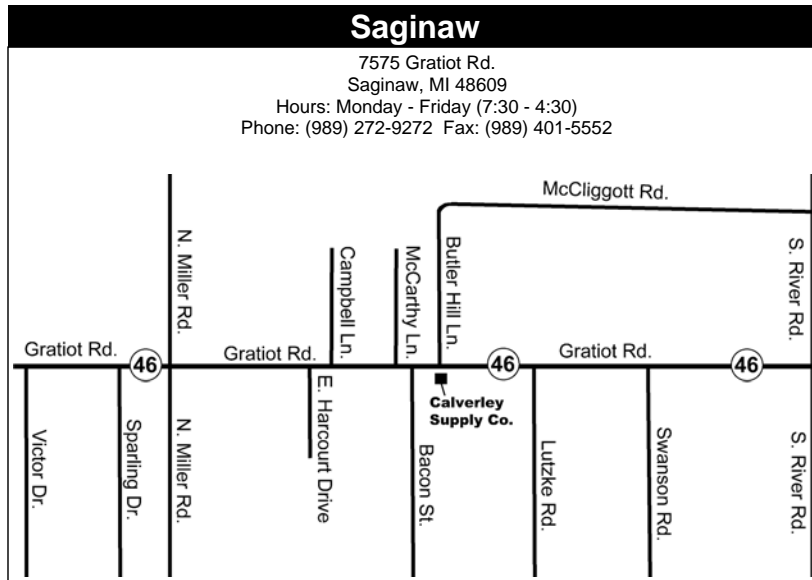 Saginaw
7575 Gratiot Rd.
Saginaw, MI 48609
Hours: Monday - Friday (7:30 - 4:30)
Phone: (989) 272-9272 Fax: (989) 401-5552
McCliggott Rd.
N. Miller Rd.
Campbell Ln.
McCarthy Ln.
Butler Hill Ln.
S. River Rd.
Gratiot Rd.
46
Gratiot Rd.
46
Gratiot Rd.
46
Calverley
Supply Co.
Victor Dr.
Sparling Dr.
N. Miller Rd.
E. Harcourt Drive
Bacon St.
Lutzke Rd.
Swanson Rd.
S. River Rd.